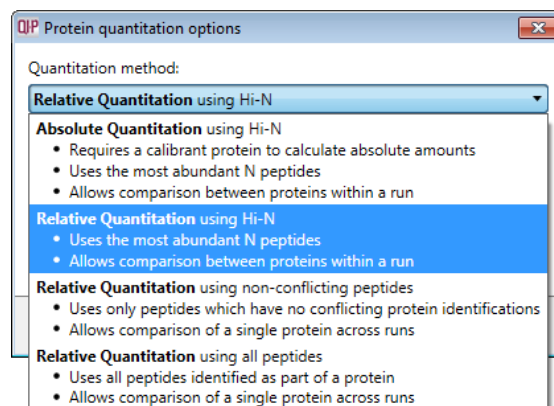 QIP Protein quantitation options
Quantitation method:
Relative Quantitation using Hi-N
Absolute Quantitation using Hi-N
• Requires a calibrant protein to calculate absolute amounts
• Uses the most abundant N peptides
• Allows comparison between proteins within a run
Relative Quantitation using Hi-N
• Uses the most abundant N peptides
• Allows comparison between proteins within a run
Relative Quantitation using non-conflicting peptides
• Uses only peptides which have no conflicting protein identifications
• Allows comparison of a single protein across runs
Relative Quantitation using all peptides
• Uses all peptides identified as part of a protein
• Allows comparison of a single protein across runs